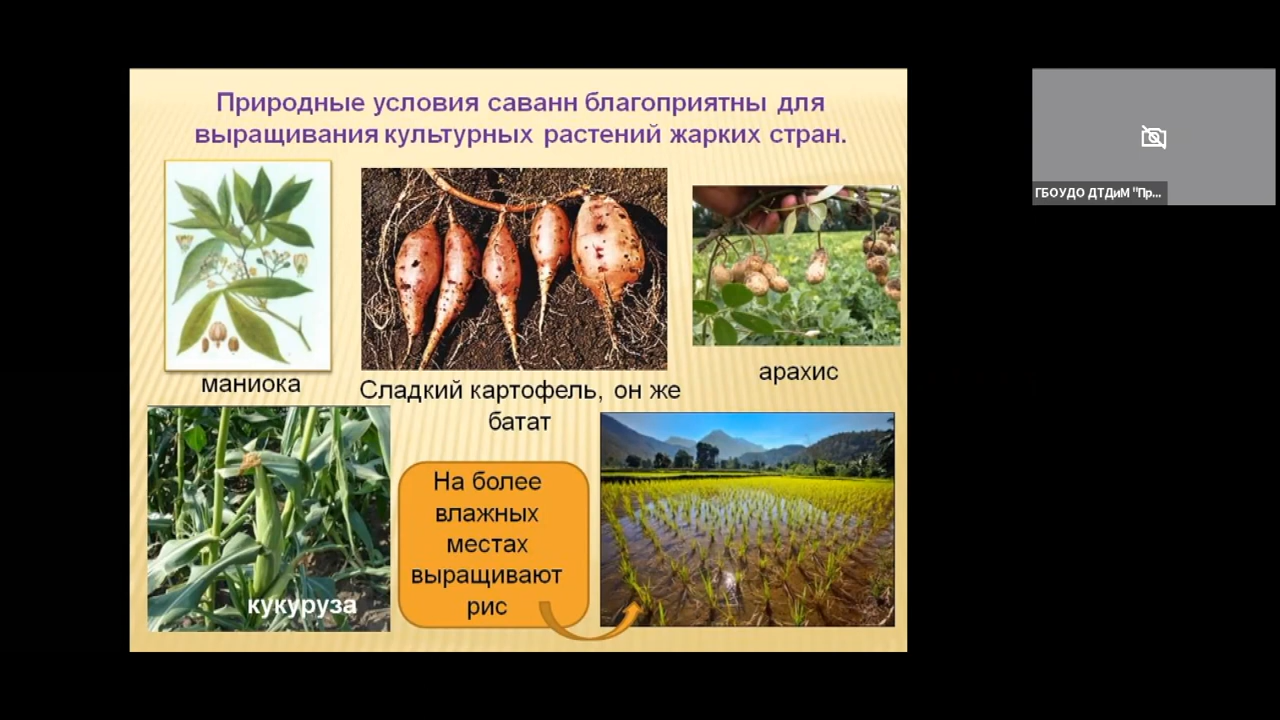 Природные условия саванн благоприятны для
выращивания культурных растений жарких стран.
маниока
Сладкий картофель, он же
батат
арахис
кукуруза
На более
влажных
местах
выращивают
рис
ГБОУДО ДТДиМ "Пр...